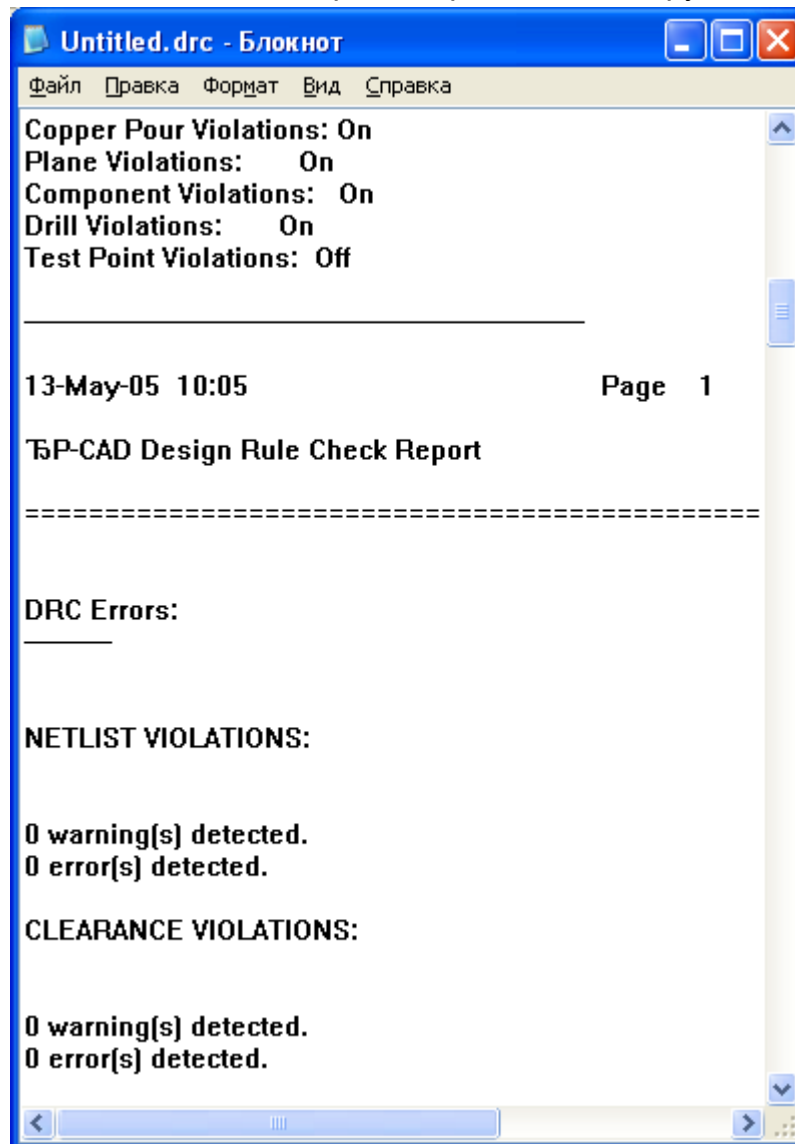 Untitled.drc - Блокнот
Файл Правка Формат Вид Справка
Copper Pour Violations: On
Plane Violations: On
Component Violations: On
Drill Violations: On
Test Point Violations: Off
13-May-05 10:05 Page 1
ЂP-CAD Design Rule Check Report
==============================================
DRC Errors:
NETLIST VIOLATIONS:
0 warning(s) detected.
0 error(s) detected.
CLEARANCE VIOLATIONS:
0 warning(s) detected.
0 error(s) detected.